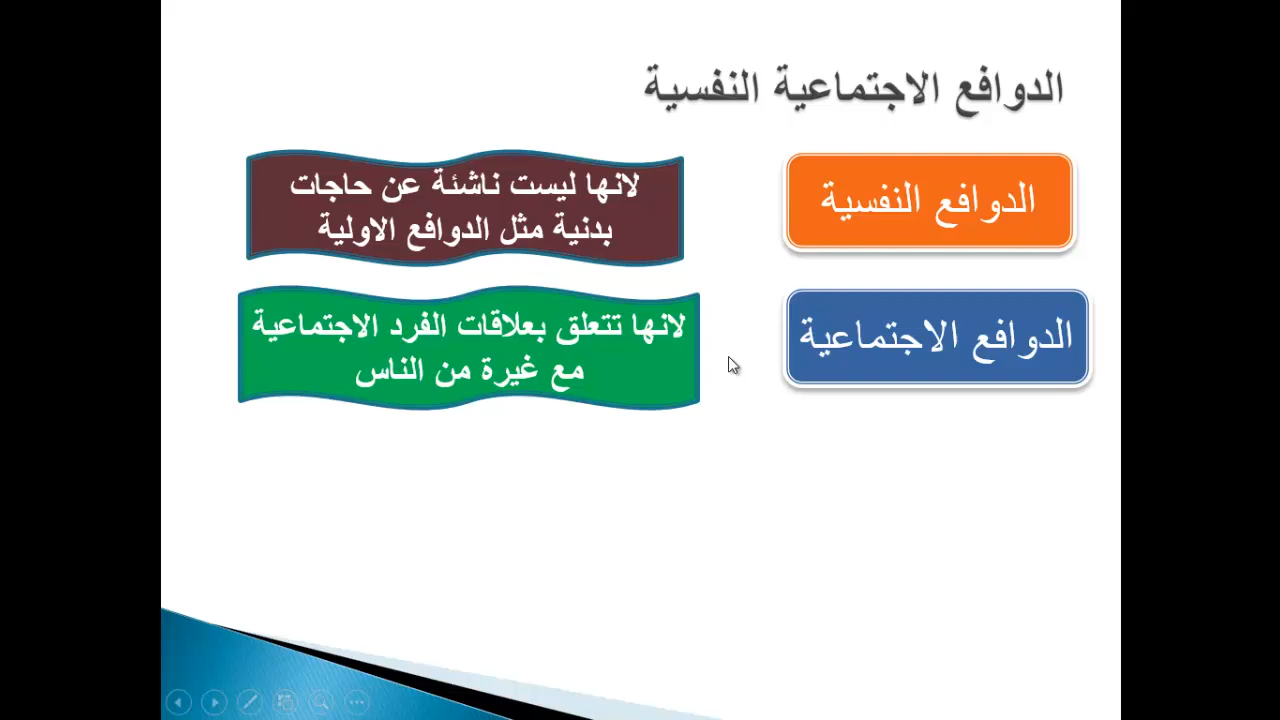 الدوافع الاجتماعية النفسية
الدوافع النفسية
لانها ليست ناشئة عن حاجات
بدنية مثل الدوافع الاولية
الدوافع الاجتماعية
لانها تتعلق بعلاقات الفرد الاجتماعية
مع غيرة من الناس